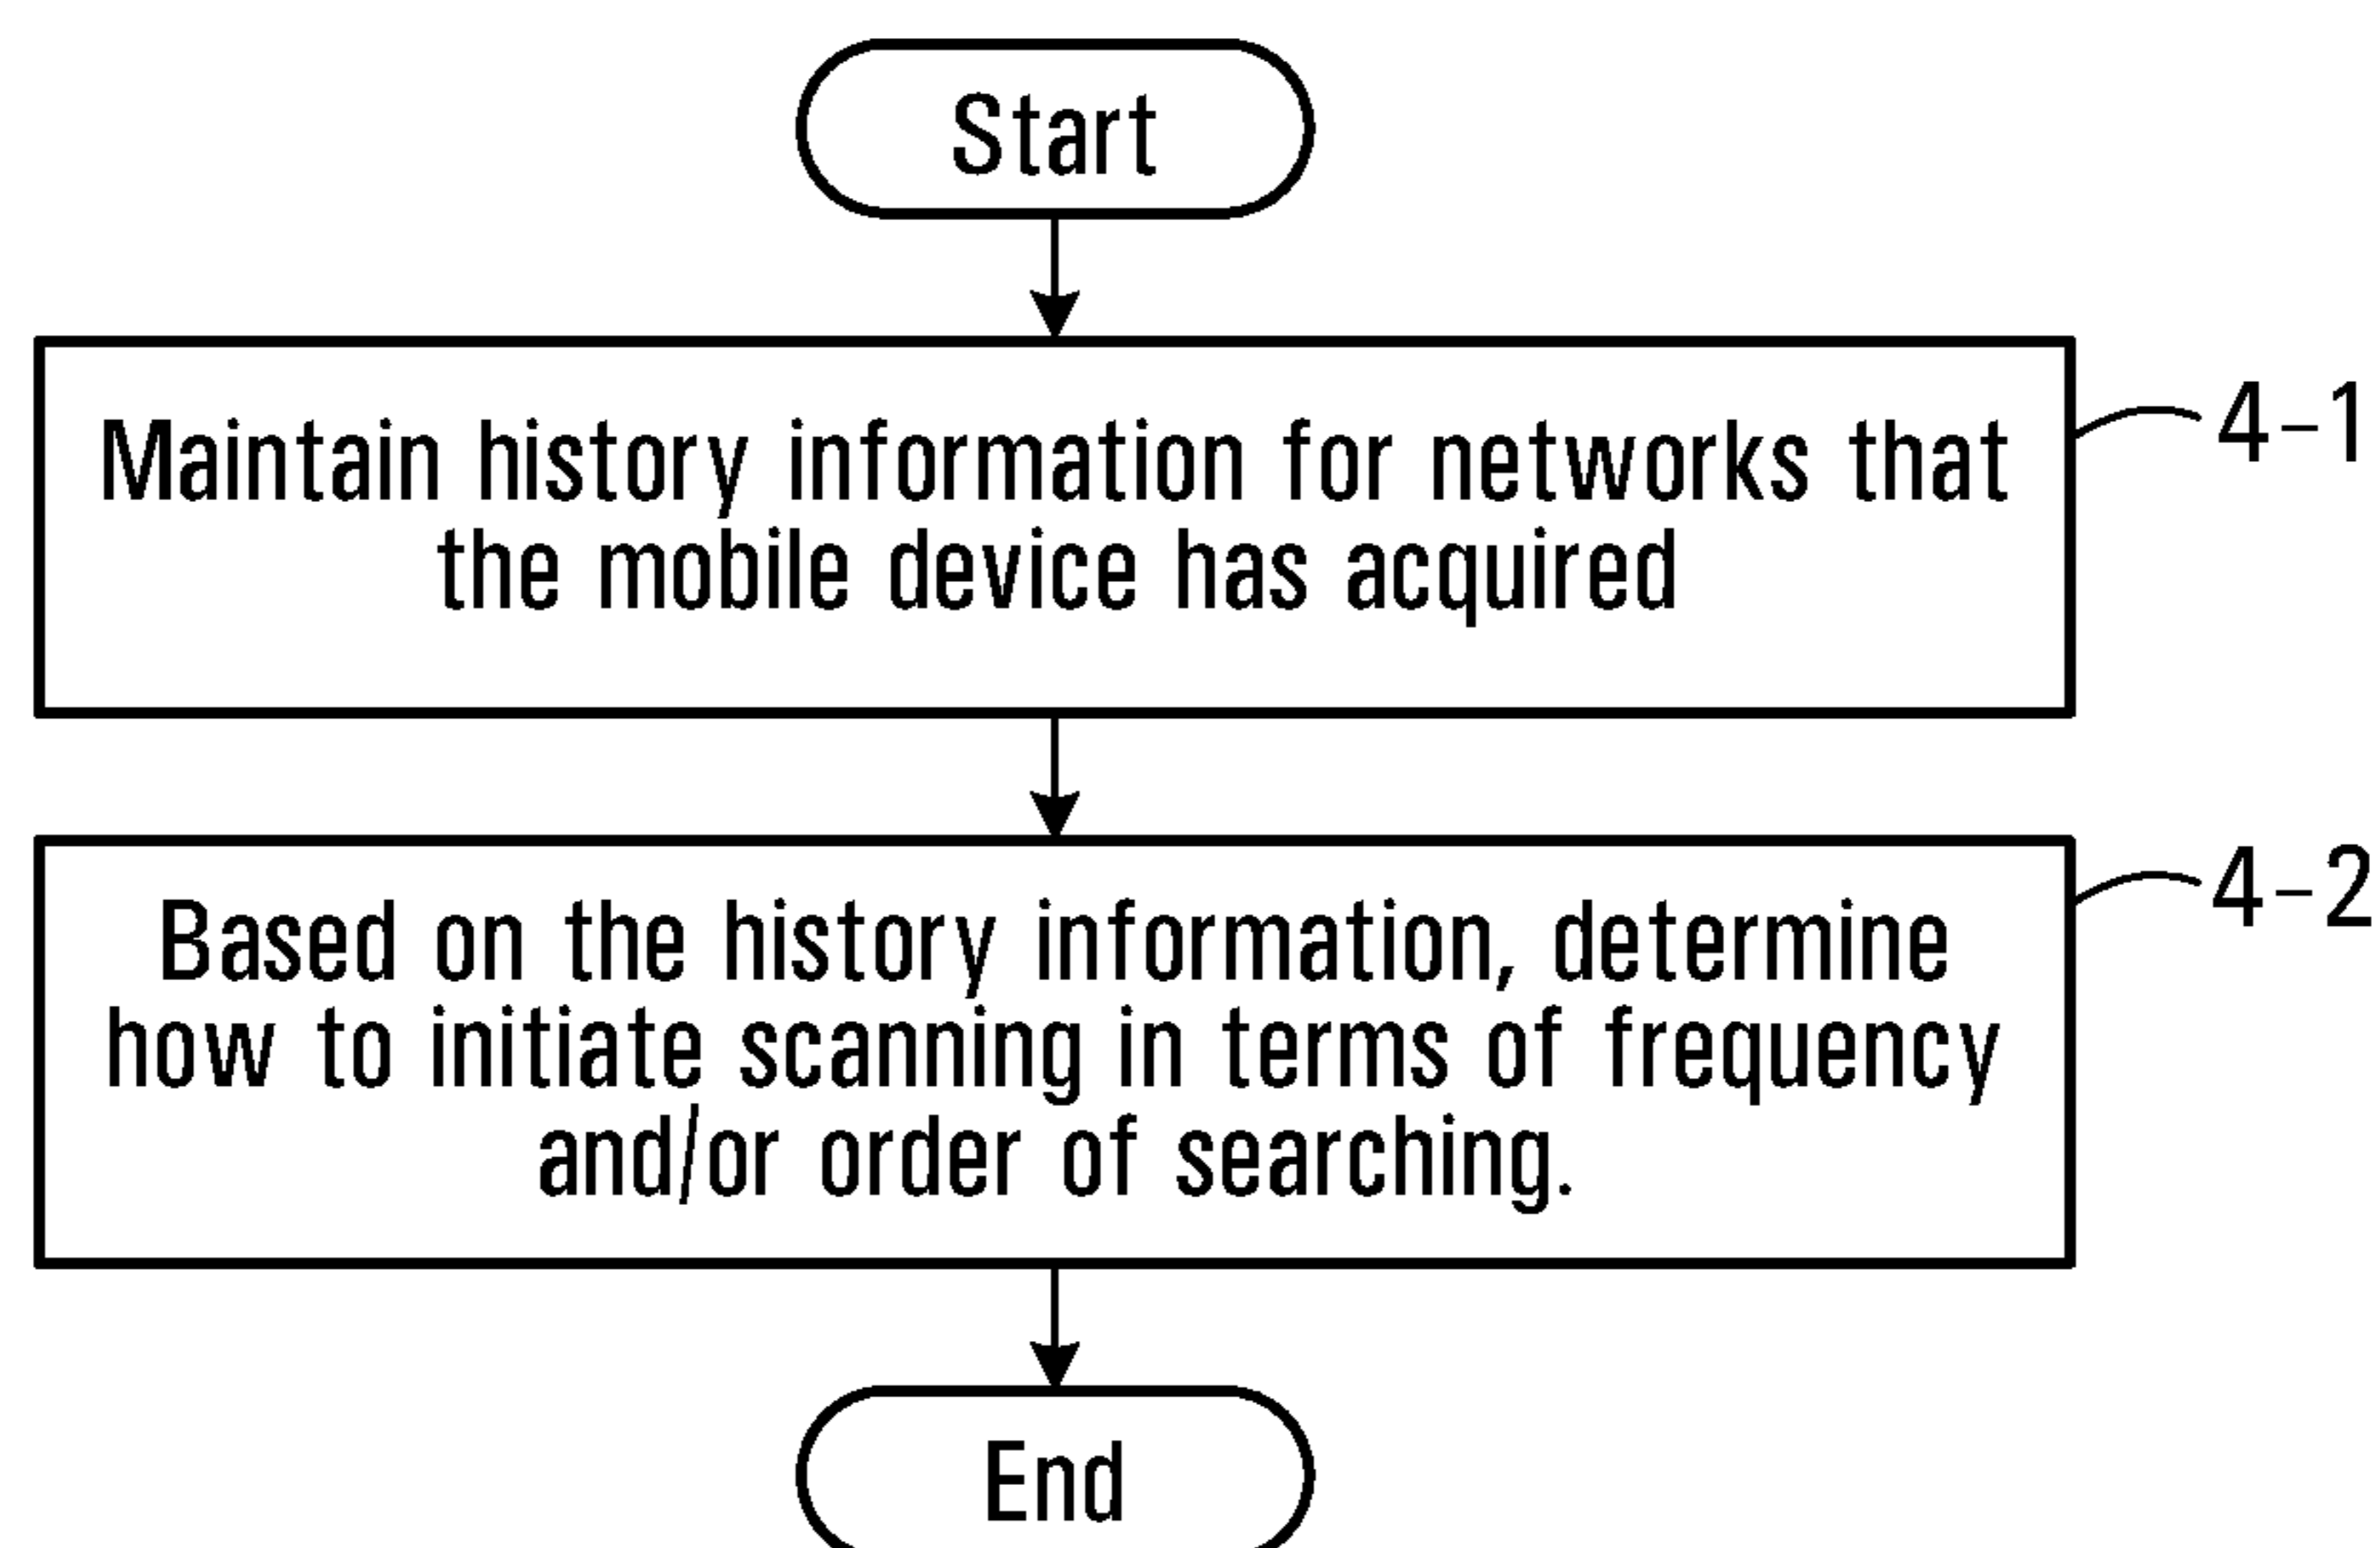 Start
Maintain history information for networks that
the mobile device has acquired
4-1
Based on the history information, determine
how to initiate scanning in terms of frequency
and/or order of searching.
4-2
End